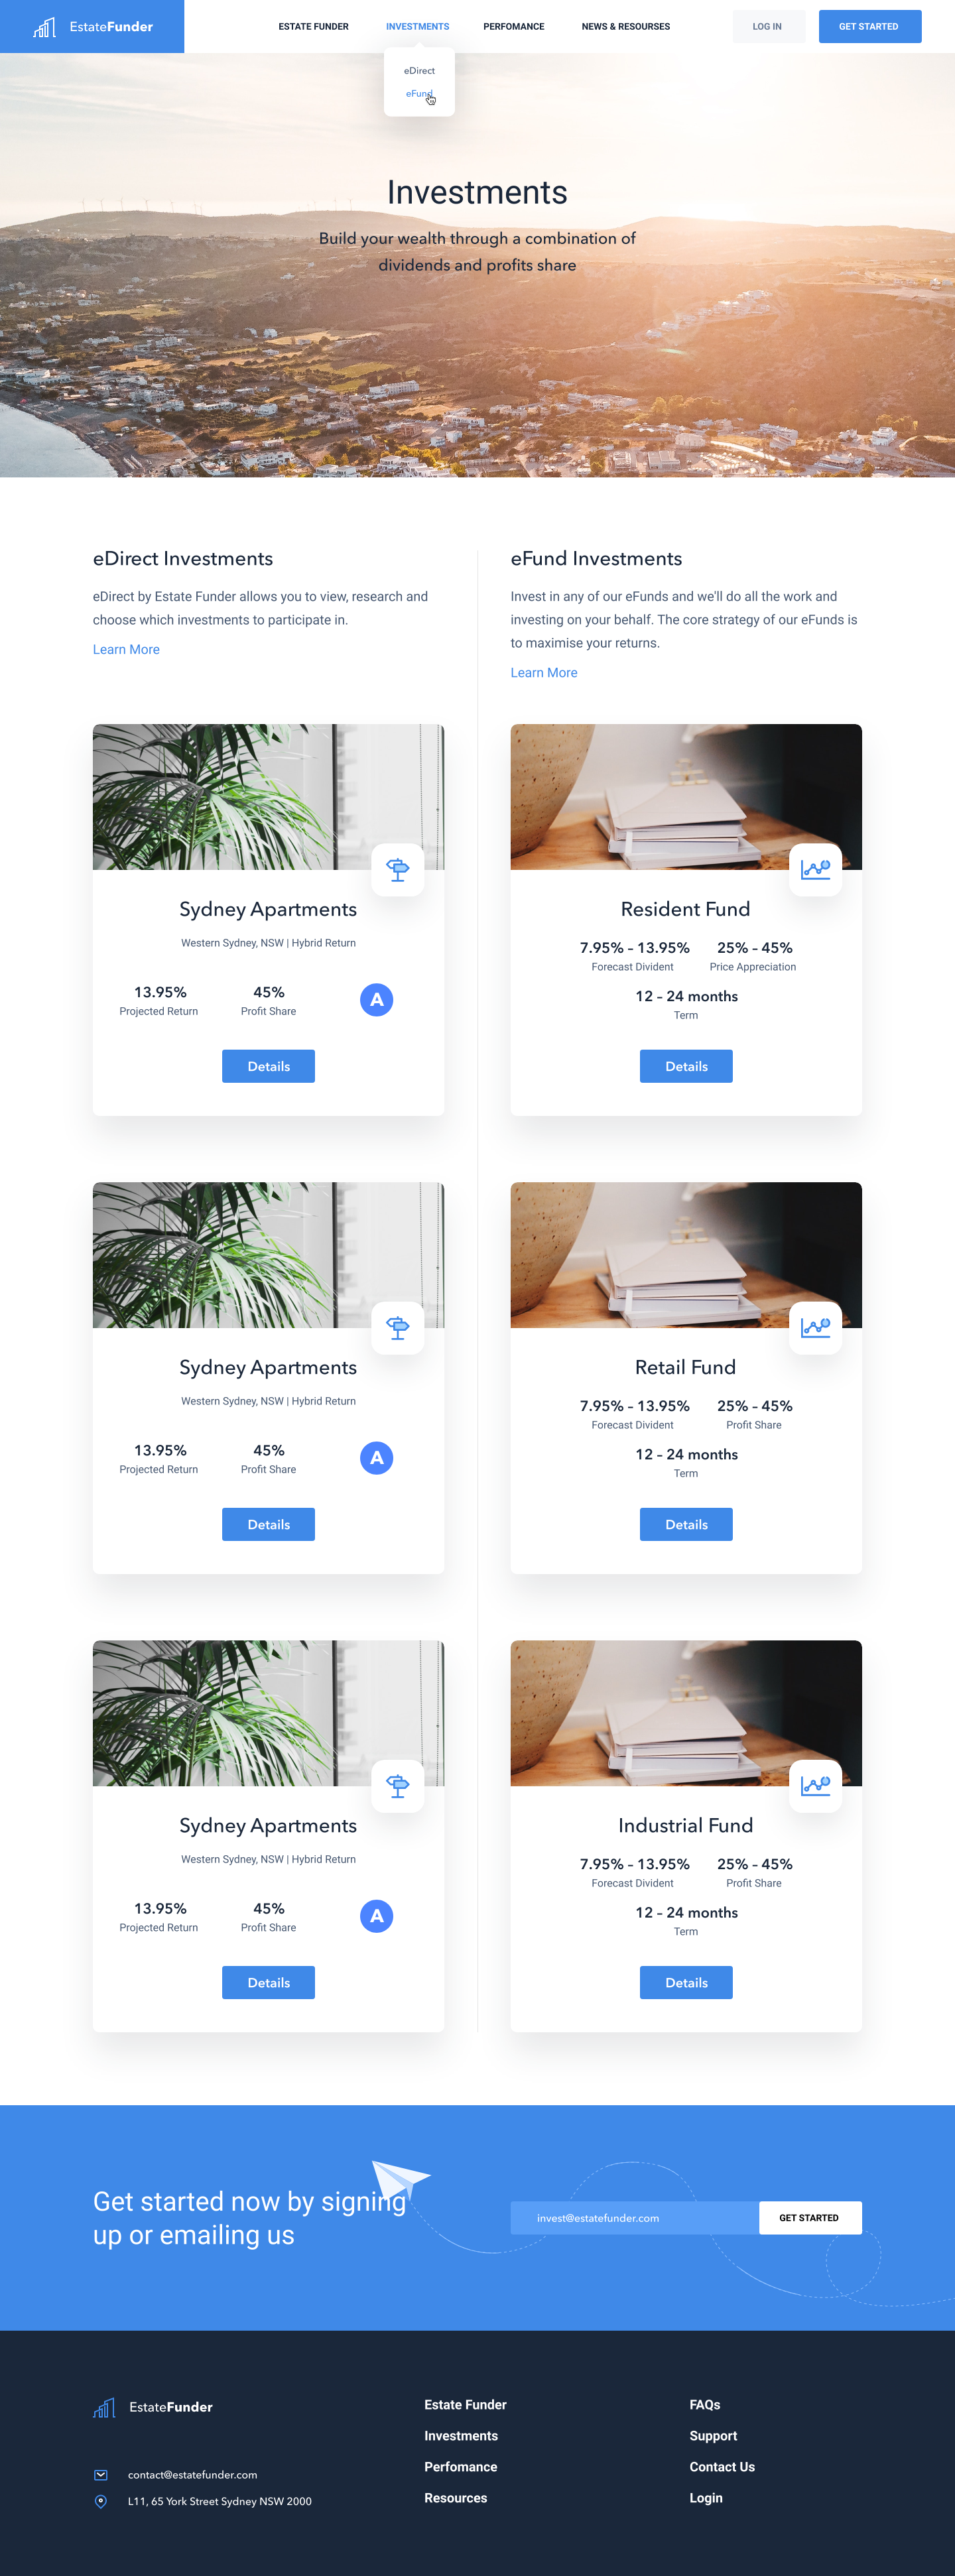 EstateFunder
ESTATE FUNDER
INVESTMENTS
PERFOMANCE
NEWS & RESOURSES
LOG IN
GET STARTED
eDirect
eFund
Investments
Build your wealth through a combination of
dividends and profits share
eDirect Investments
eDirect by Estate Funder allows you to view, research and
choose which investments to participate in.
Learn More
eFund Investments
Invest in any of our eFunds and we'll do all the work and
investing on your behalf. The core strategy of our eFunds is
to maximise your returns.
Learn More
Sydney Apartments
Western Sydney, NSW | Hybrid Return
13.95%
Projected Return
45%
Profit Share
A
Details
Resident Fund
7.95% – 13.95%
Forecast Divident
25% – 45%
Price Appreciation
12 – 24 months
Term
Details
Sydney Apartments
Western Sydney, NSW | Hybrid Return
13.95%
Projected Return
45%
Profit Share
A
Details
Retail Fund
7.95% – 13.95%
Forecast Divident
25% – 45%
Profit Share
12 – 24 months
Term
Details
Sydney Apartments
Western Sydney, NSW | Hybrid Return
13.95%
Projected Return
45%
Profit Share
A
Details
Industrial Fund
7.95% – 13.95%
Forecast Divident
25% – 45%
Profit Share
12 – 24 months
Term
Details
Get started now by signing
up or emailing us
invest@estatefunder.com
GET STARTED
EstateFunder
contact@estatefunder.com
L11, 65 York Street Sydney NSW 2000
Estate Funder
Investments
Perfomance
Resources
FAQs
Support
Contact Us
Login